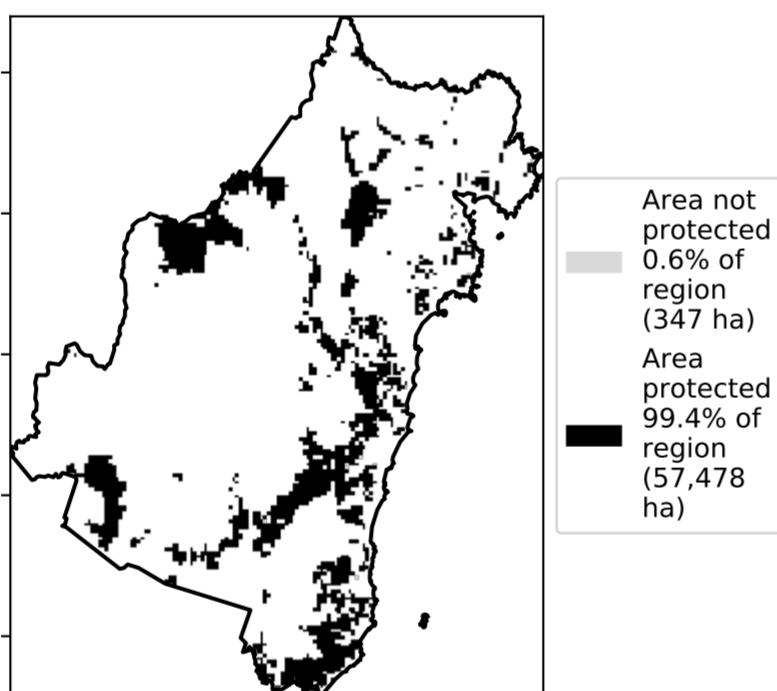 Area not
protected
0.6% of
region
(347 ha)
Area
protected
99.4% of
region
(57,478
ha)